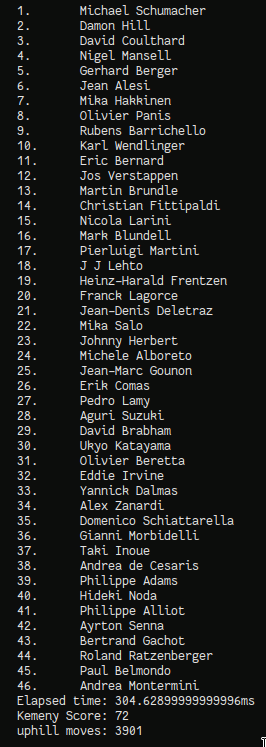 1. Michael Schumacher
2. Damon Hill
3. David Coulthard
4. Nigel Mansell
5. Gerhard Berger
6. Jean Alesi
7. Mika Hakkinen
8. Olivier Panis
9. Rubens Barrichello
10. Karl Wendlinger
11. Eric Bernard
12. Jos Verstappen
13. Martin Brundle
14. Christian Fittipaldi
15. Nicola Larini
16. Mark Blundell
17. Pierluigi Martini
18. J J Lehto
19. Heinz-Harald Frentzen
20. Franck Lagorce
21. Jean-Denis Deletraz
22. Mika Salo
23. Johnny Herbert
24. Michele Alboreto
25. Jean-Marc Gounon
26. Erik Comas
27. Pedro Lamy
28. Aguri Suzuki
29. David Brabham
30. Ukyo Katayama
31. Olivier Beretta
32. Eddie Irvine
33. Yannick Dalmas
34. Alex Zanardi
35. Domenico Schiattarella
36. Gianni Morbidelli
37. Taki Inoue
38. Andrea de Cesaris
39. Philippe Adams
40. Hideki Noda
41. Philippe Alliot
42. Ayrton Senna
43. Bertrand Gachot
44. Roland Ratzenberger
45. Paul Belmondo
46. Andrea Montermini
Elapsed time: 304.62899999999996ms
Kemeny Score: 72
uphill moves: 3901